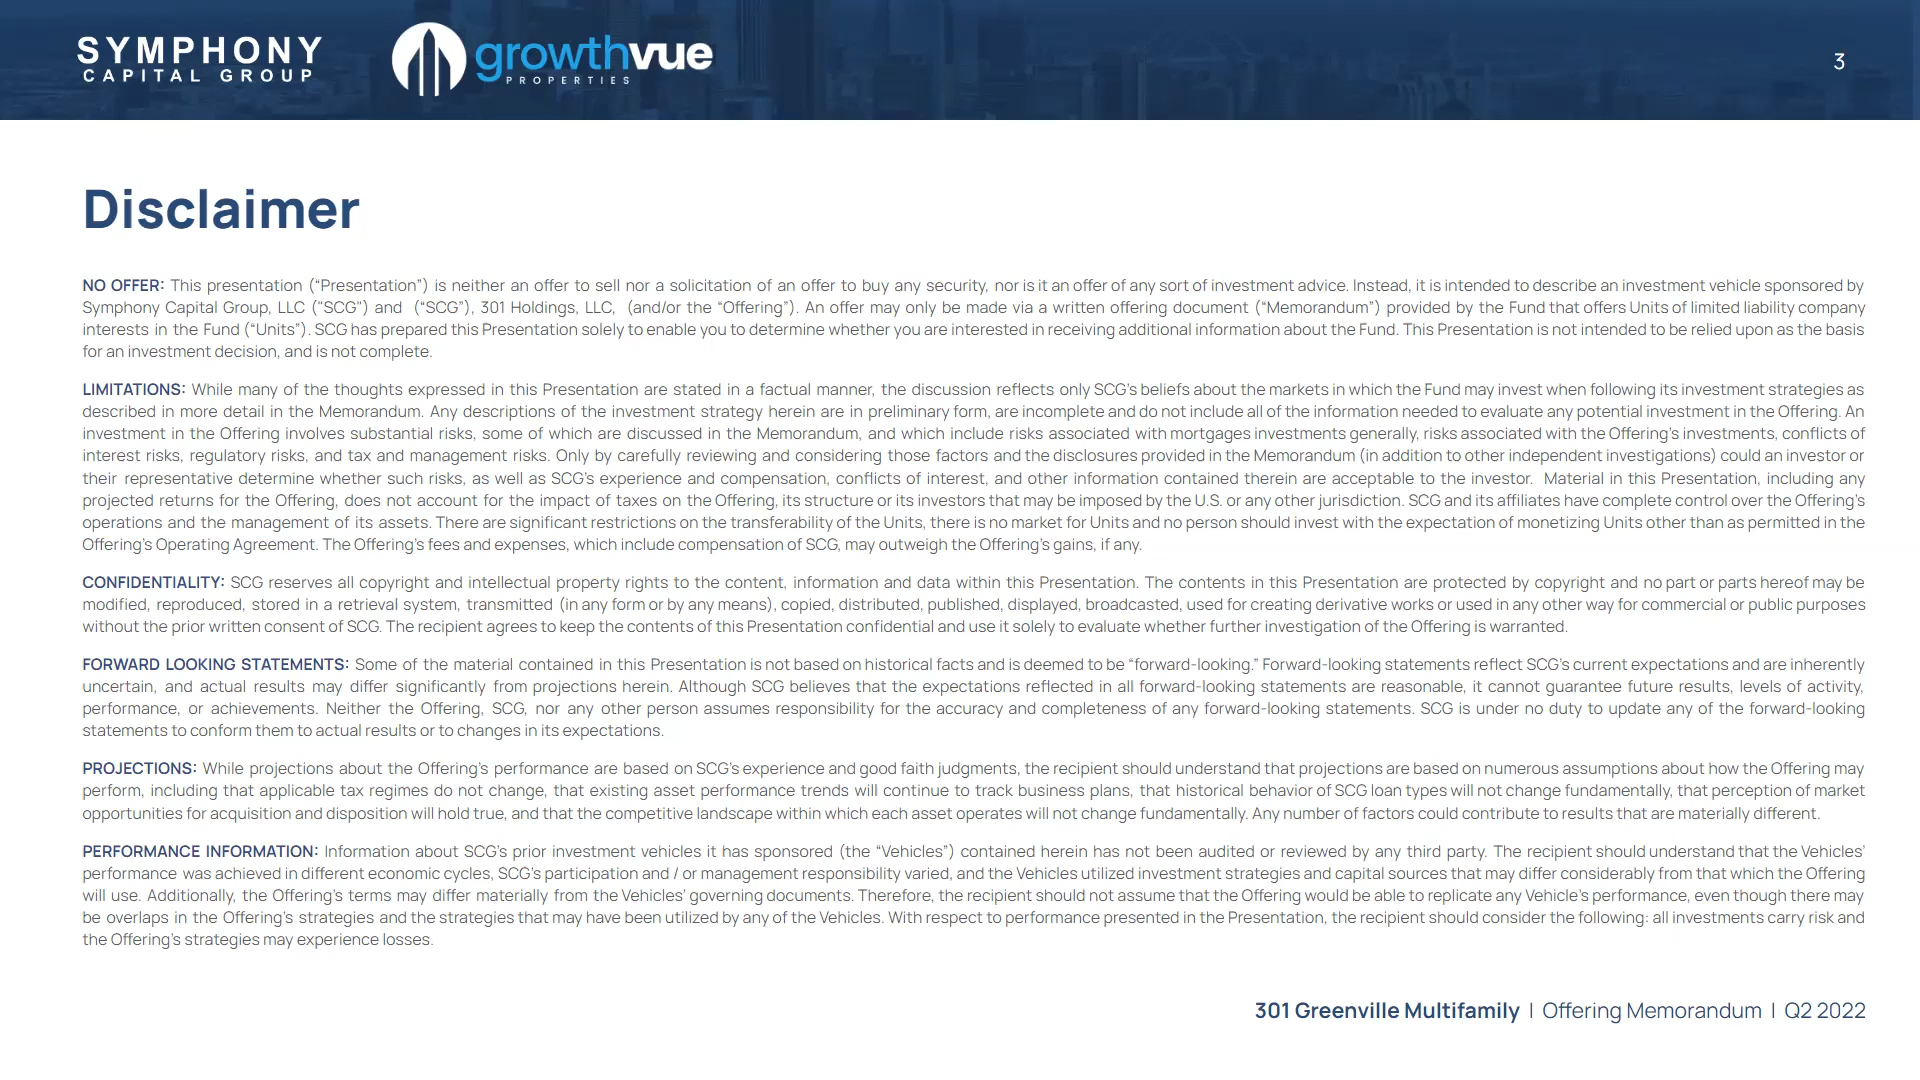 SYMPHONY
CAPITAL GROUP
growthvue
PROPERTIES
3
Disclaimer
NO OFFER: This presentation (“Presentation”) is neither an offer to sell nor a solicitation of an offer to buy any security, nor is it an offer of any sort of investment advice. Instead, it is intended to describe an investment vehicle sponsored by
Symphony Capital Group, LLC ("SCG") and (“SCG”), 301 Holdings, LLC, (and/or the “Offering”). An offer may only be made via a written offering document (“Memorandum”) provided by the Fund that offers Units of limited liability company
interests in the Fund (“Units”). SCG has prepared this Presentation solely to enable you to determine whether you are interested in receiving additional information about the Fund. This Presentation is not intended to be relied upon as the basis
for an investment decision, and is not complete.
LIMITATIONS: While many of the thoughts expressed in this Presentation are stated in a factual manner, the discussion reflects only SCG’s beliefs about the markets in which the Fund may invest when following its investment strategies as
described in more detail in the Memorandum. Any descriptions of the investment strategy herein are in preliminary form, are incomplete and do not include all of the information needed to evaluate any potential investment in the Offering. An
investment in the Offering involves substantial risks, some of which are discussed in the Memorandum, and which include risks associated with mortgages investments generally, risks associated with the Offering’s investments, conflicts of
interest risks, regulatory risks, and tax and management risks. Only by carefully reviewing and considering those factors and the disclosures provided in the Memorandum (in addition to other independent investigations) could an investor or
their representative determine whether such risks, as well as SCG’s experience and compensation, conflicts of interest, and other information contained therein are acceptable to the investor. Material in this Presentation, including any
projected returns for the Offering, does not account for the impact of taxes on the Offering, its structure or its investors that may be imposed by the U.S. or any other jurisdiction. SCG and its affiliates have complete control over the Offering’s
operations and the management of its assets. There are significant restrictions on the transferability of the Units, there is no market for Units and no person should invest with the expectation of monetizing Units other than as permitted in the
Offering’s Operating Agreement. The Offering’s fees and expenses, which include compensation of SCG, may outweigh the Offering’s gains, if any.
CONFIDENTIALITY: SCG reserves all copyright and intellectual property rights to the content, information and data within this Presentation. The contents in this Presentation are protected by copyright and no part or parts hereof may be
modified, reproduced, stored in a retrieval system, transmitted (in any form or by any means), copied, distributed, published, displayed, broadcasted, used for creating derivative works or used in any other way for commercial or public purposes
without the prior written consent of SCG. The recipient agrees to keep the contents of this Presentation confidential and use it solely to evaluate whether further investigation of the Offering is warranted.
FORWARD LOOKING STATEMENTS: Some of the material contained in this Presentation is not based on historical facts and is deemed to be “forward-looking.” Forward-looking statements reflect SCG’s current expectations and are inherently
uncertain, and actual results may differ significantly from projections herein. Although SCG believes that the expectations reflected in all forward-looking statements are reasonable, it cannot guarantee future results, levels of activity,
performance, or achievements. Neither the Offering, SCG, nor any other person assumes responsibility for the accuracy and completeness of any forward-looking statements. SCG is under no duty to update any of the forward-looking
statements to conform them to actual results or to changes in its expectations.
PROJECTIONS: While projections about the Offering’s performance are based on SCG’s experience and good faith judgments, the recipient should understand that projections are based on numerous assumptions about how the Offering may
perform, including that applicable tax regimes do not change, that existing asset performance trends will continue to track business plans, that historical behavior of SCG loan types will not change fundamentally, that perception of market
opportunities for acquisition and disposition will hold true, and that the competitive landscape within which each asset operates will not change fundamentally. Any number of factors could contribute to results that are materially different.
PERFORMANCE INFORMATION: Information about SCG’s prior investment vehicles it has sponsored (the “Vehicles”) contained herein has not been audited or reviewed by any third party. The recipient should understand that the Vehicles’
performance was achieved in different economic cycles, SCG’s participation and / or management responsibility varied, and the Vehicles utilized investment strategies and capital sources that may differ considerably from that which the Offering
will use. Additionally, the Offering’s terms may differ materially from the Vehicles’ governing documents. Therefore, the recipient should not assume that the Offering would be able to replicate any Vehicle’s performance, even though there may
be overlaps in the Offering’s strategies and the strategies that may have been utilized by any of the Vehicles. With respect to performance presented in the Presentation, the recipient should consider the following: all investments carry risk and
the Offering’s strategies may experience losses.
301 Greenville Multifamily | Offering Memorandum | Q2 2022